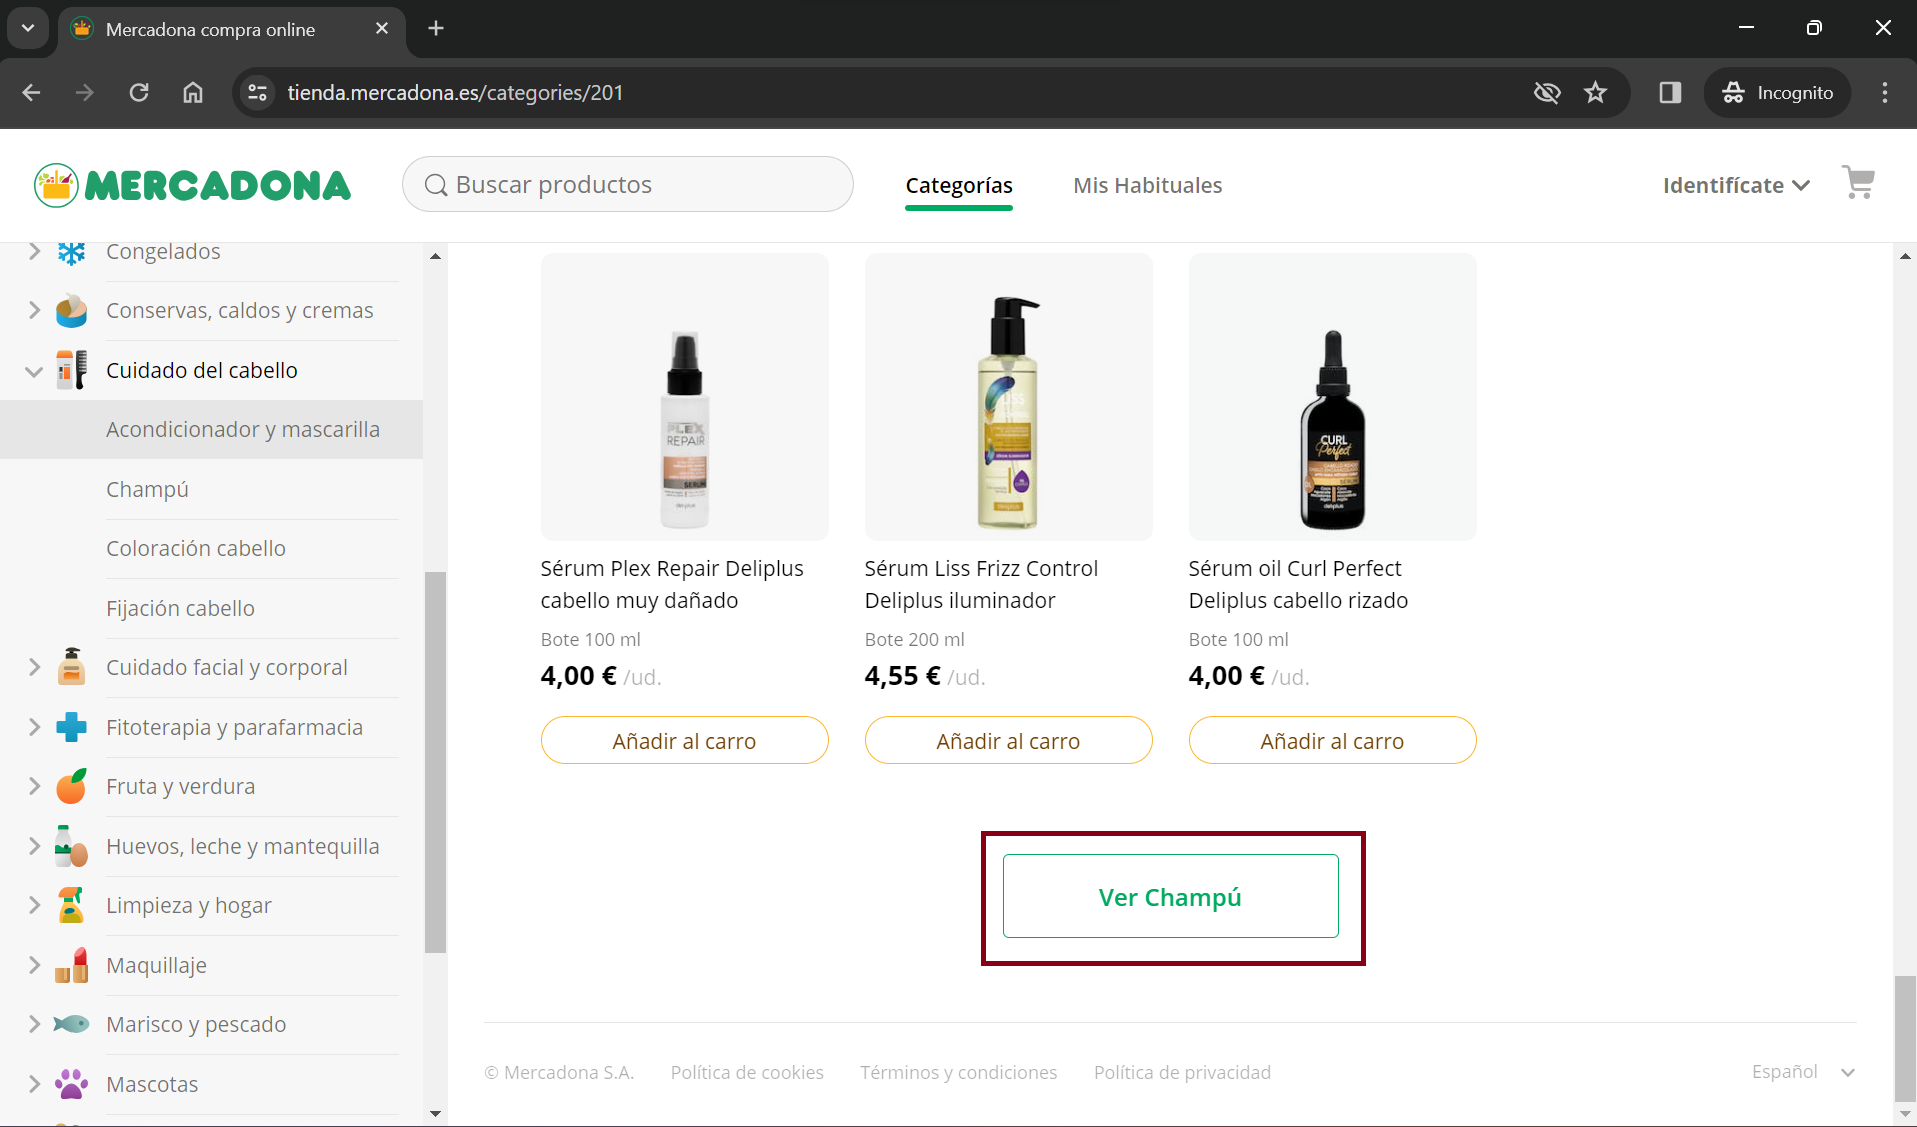 Mercadona compra online
tienda.mercadona.es/categories/201
Incognito
MERCADONA
Buscar productos
Categorías
Mis Habituales
Identifícate
Congelados
Conservas, caldos y cremas
Cuidado del cabello
Acondicionador y mascarilla
Champú
Coloración cabello
Fijación cabello
Cuidado facial y corporal
Fitoterapia y parafarmacia
Fruta y verdura
Huevos, leche y mantequilla
Limpieza y hogar
Maquillaje
Marisco y pescado
Mascotas
PLEX
REPAIR
SERUM
deliplus
LISS
deliplus
CURL
Perfect
deliplus
Sérum Plex Repair Deliplus
cabello muy dañado
Bote 100 ml
4,00 € /ud.
Añadir al carro
Sérum Liss Frizz Control
Deliplus iluminador
Bote 200 ml
4,55 € /ud.
Añadir al carro
Sérum oil Curl Perfect
Deliplus cabello rizado
Bote 100 ml
4,00 € /ud.
Añadir al carro
Ver Champú
© Mercadona S.A.
Política de cookies
Términos y condiciones
Política de privacidad
Español